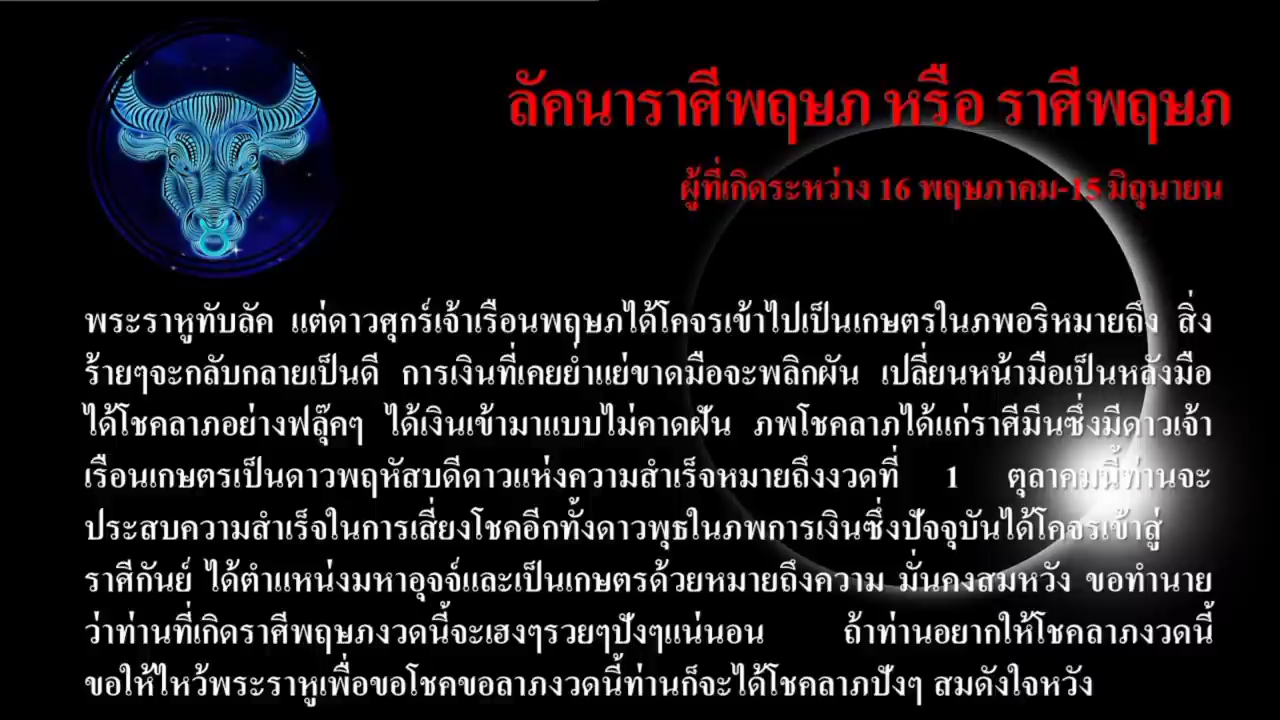 ลัคนาราศีพฤษภ หรือ ราศีพฤษภ
ผู้ที่เกิดระหว่าง 16 พฤษภาคม-15 มิถุนายน
พระราหูทับลัค แต่ดาวศุกร์เจ้าเรือนพฤษภได้โคจรเข้าไปเป็นเกษตรในภพอริหมายถึง สิ่ง
ร้ายๆจะกลับกลายเป็นดี การเงินที่เคยย่ำแย่ขาดมือจะพลิกผัน เปลี่ยนหน้ามือเป็นหลังมือ
ได้โชคลาภอย่างฟลุ๊คๆ ได้เงินเข้ามาแบบไม่คาดฝัน ภพโชคลาภได้แก่ราศีมีนซึ่งมีดาวเจ้า
เรือนเกษตรเป็นดาวพฤหัสบดีดาวแห่งความสำเร็จหมายถึงงวดที่ 1 ตุลาคมนี้ท่านจะ
ประสบความสำเร็จในการเสี่ยงโชคอีกทั้งดาวพุธในภพการเงินซึ่งปัจจุบันได้โคจรเข้าสู่
ราศีกันย์ ได้ตำแหน่งมหาอุจจ์และเป็นเกษตรด้วยหมายถึงความ มั่นคงสมหวัง ขอทำนาย
ว่าท่านที่เกิดราศีพฤษภงวดนี้จะเฮงๆรวยๆปังๆแน่นอน ถ้าท่านอยากให้โชคลาภงวดนี้
ขอให้ไหว้พระราหูเพื่อขอโชคขอลาภงวดนี้ท่านก็จะได้โชคลาภปังๆ สมดังใจหวัง